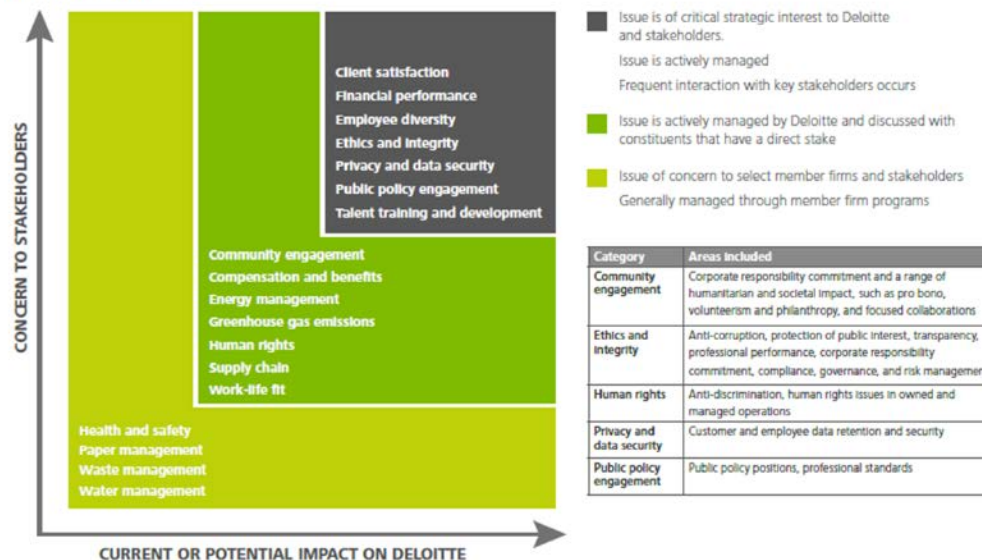 CONCERN TO STAKEHOLDERS
Client satisfaction
Financial performance
Employee diversity
Ethics and integrity
Privacy and data security
Public policy engagement
Talent training and development
Community engagement
Compensation and benefits
Energy management
Greenhouse gas emissions
Human rights
Supply chain
Work-life fit
Health and safety
Paper management
Waste management
Water management
CURRENT OR POTENTIAL IMPACT ON DELOITTE
Issue is of critical strategic interest to Deloitte
and stakeholders.
Issue is actively managed
Frequent interaction with key stakeholders occurs
Issue is actively managed by Deloitte and discussed with
constituents that have a direct stake
Issue of concern to select member firms and stakeholders
Generally managed through member firm programs
Category Areas included
Community engagement Corporate responsibility commitment and a range of
humanitarian and societal impact, such as pro bono,
volunteerism and philanthropy, and focused collaborations
Ethics and integrity Anti-corruption, protection of public interest, transparency,
professional performance, corporate responsibility
commitment, compliance, governance, and risk
Human rights Anti-discrimination, human rights issues in owned and
managed operations
Privacy and data security Customer and employee data retention and security
Public policy engagement Public policy positions, professional standards